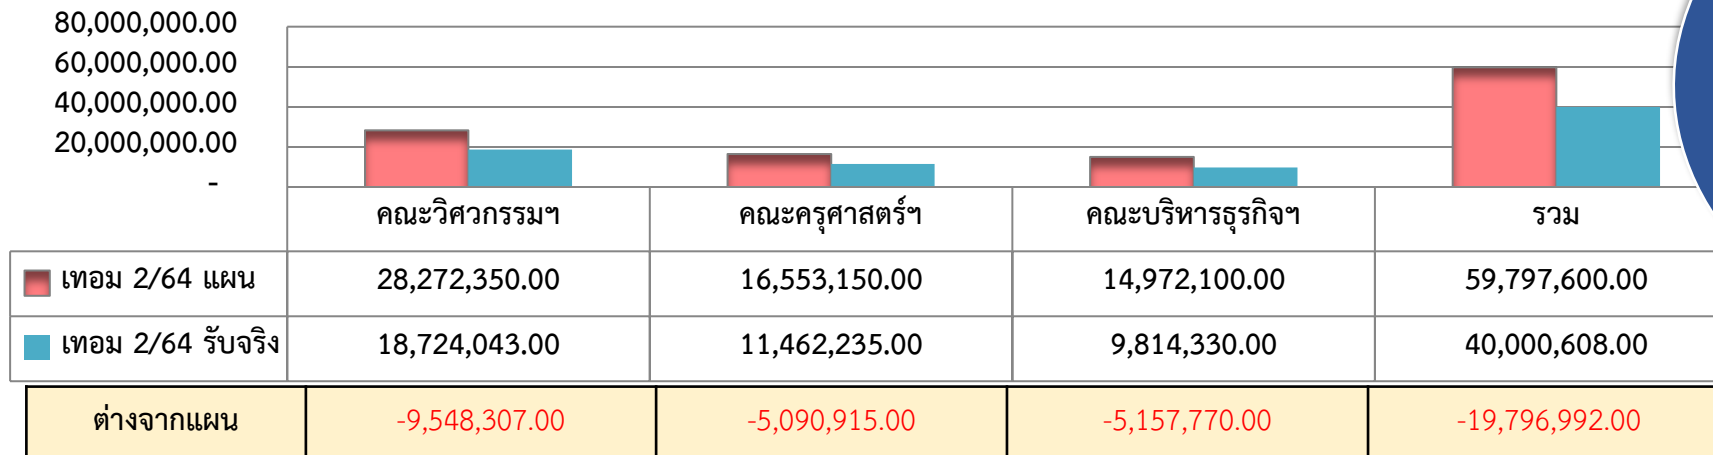 80,000,000.00
60,000,000.00
40,000,000.00
20,000,000.00
-
คณะวิศวกรรมฯ คณะครุศาสตร์ฯ คณะบริหารธุรกิจฯ รวม
เทอม 2/64 แผน 28,272,350.00 16,553,150.00 14,972,100.00 59,797,600.00
เทอม 2/64 รับจริง 18,724,043.00 11,462,235.00 9,814,330.00 40,000,608.00
ต่างจากแผน -9,548,307.00 -5,090,915.00 -5,157,770.00 -19,796,992.00